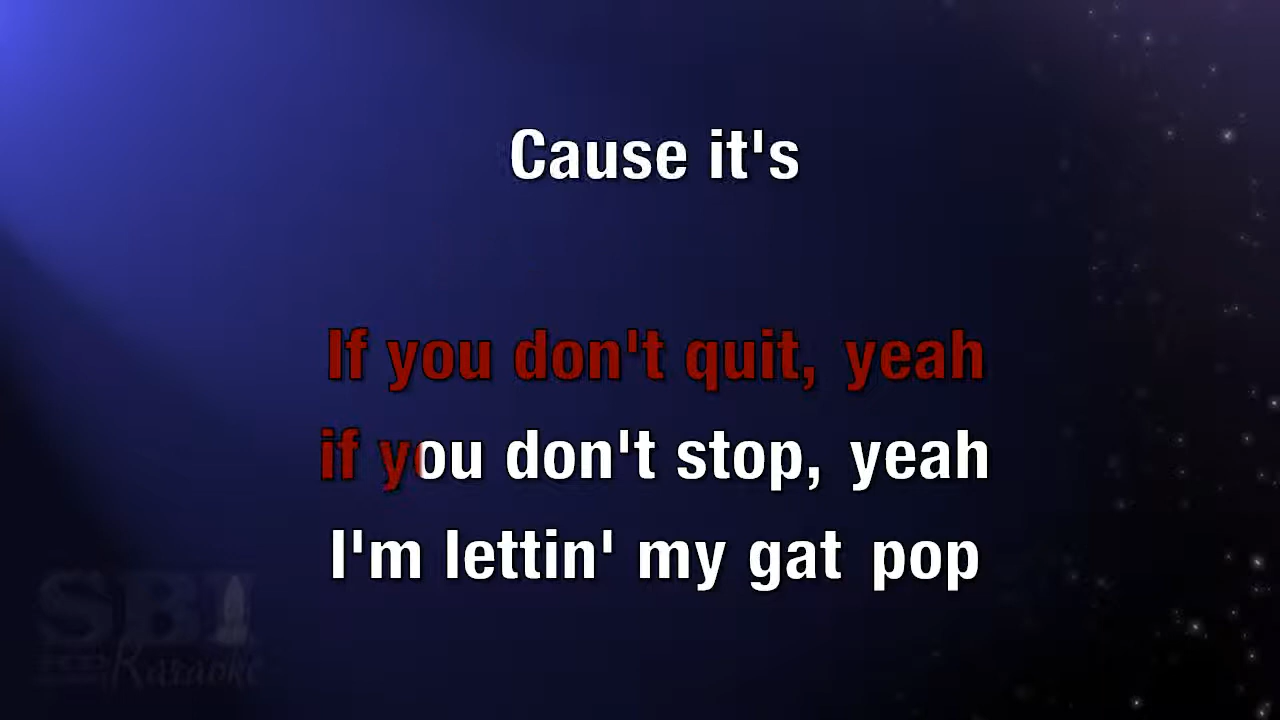 Cause it's
If you don't quit, yeah
if you don't stop, yeah
I'm lettin' my gat pop
SBI
Karaoke